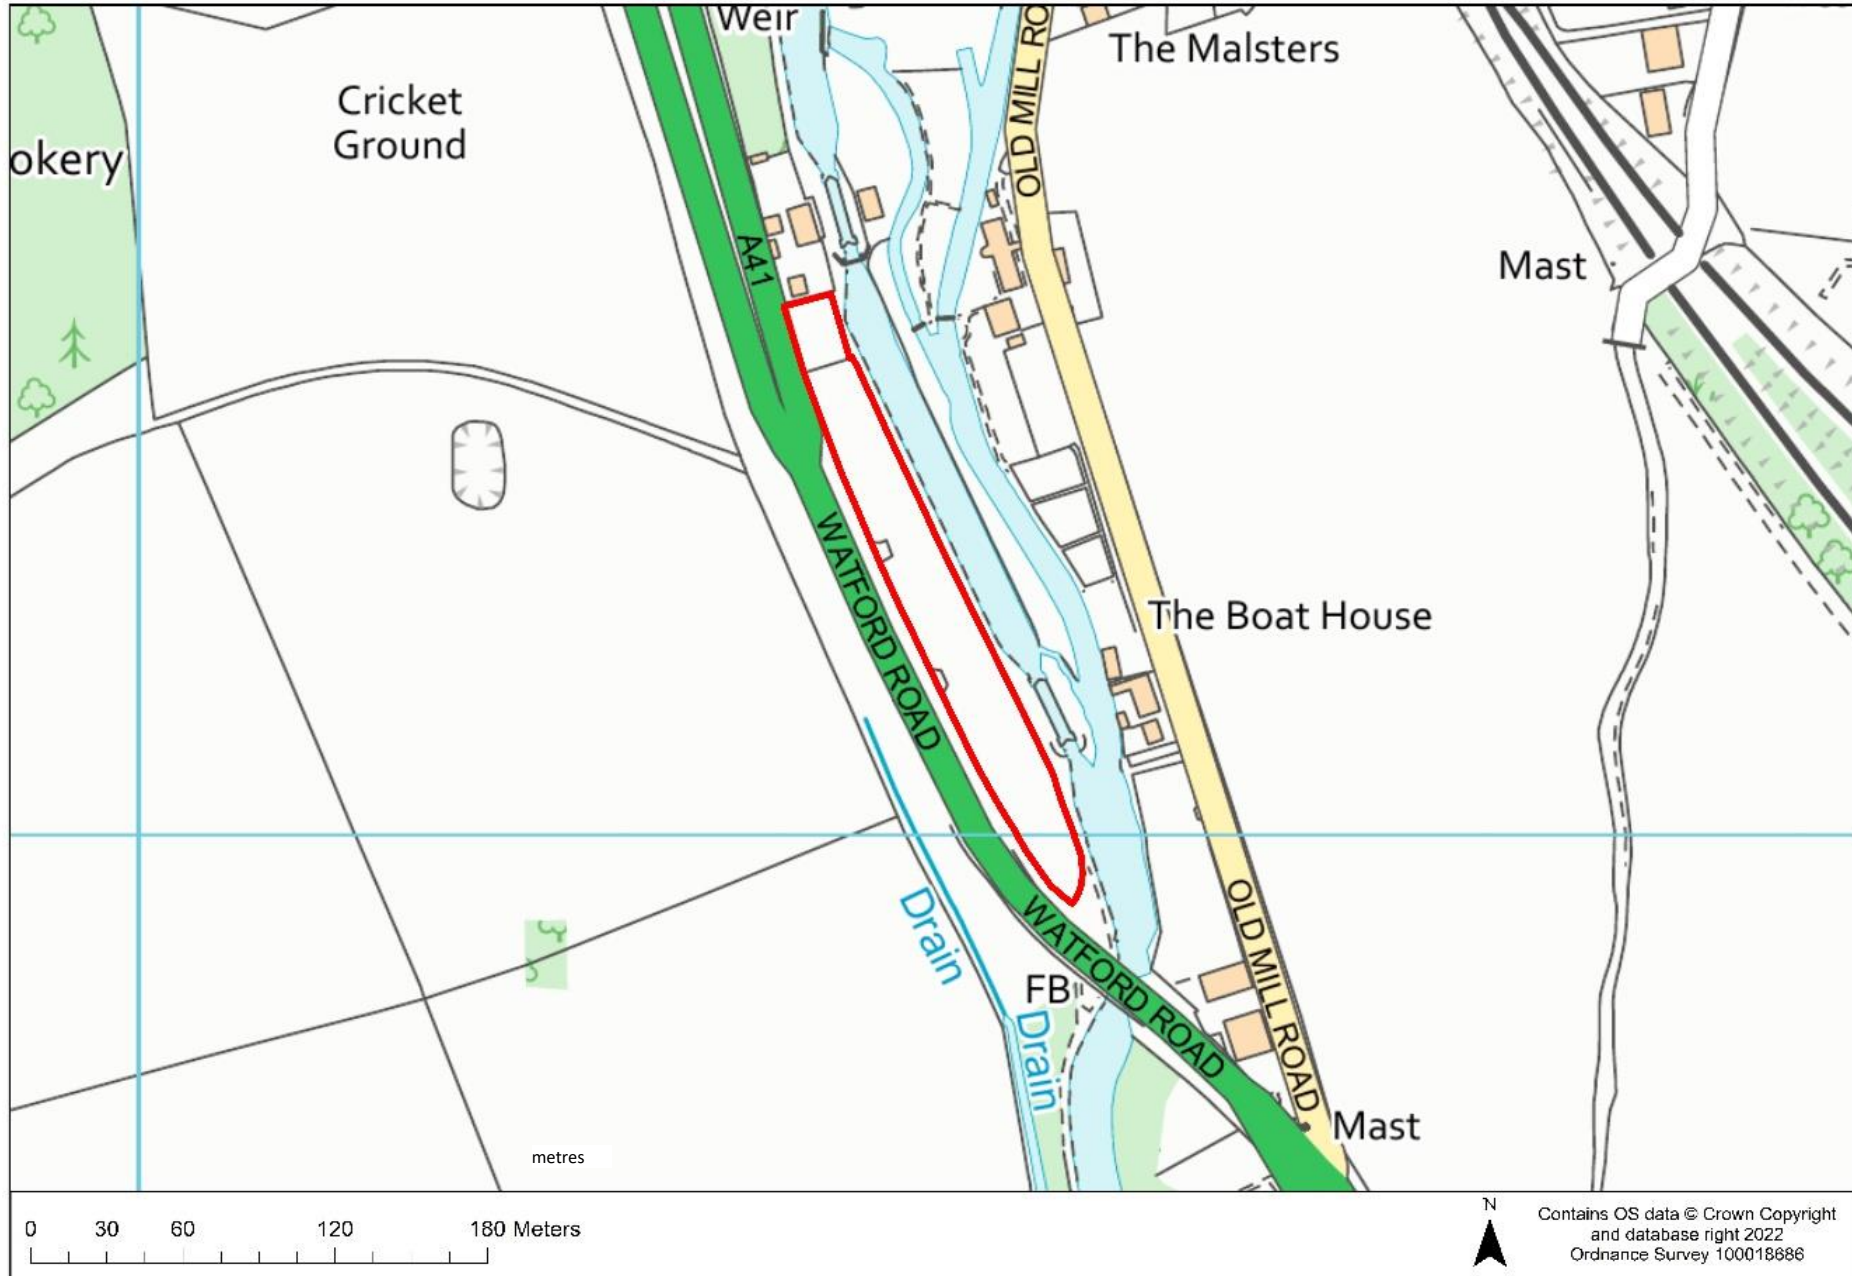 Weir
OLD MILL RO
The Malsters
Cricket
Ground
okery
A41
Mast
WATFORD ROAD
The Boat House
Drain
WATFORD ROAD
OLD MILL ROAD
FB
Drain
Mast
metres
0 30 60 120 180 Meters
N
Contains OS data © Crown Copyright
and database right 2022
Ordnance Survey 100018686